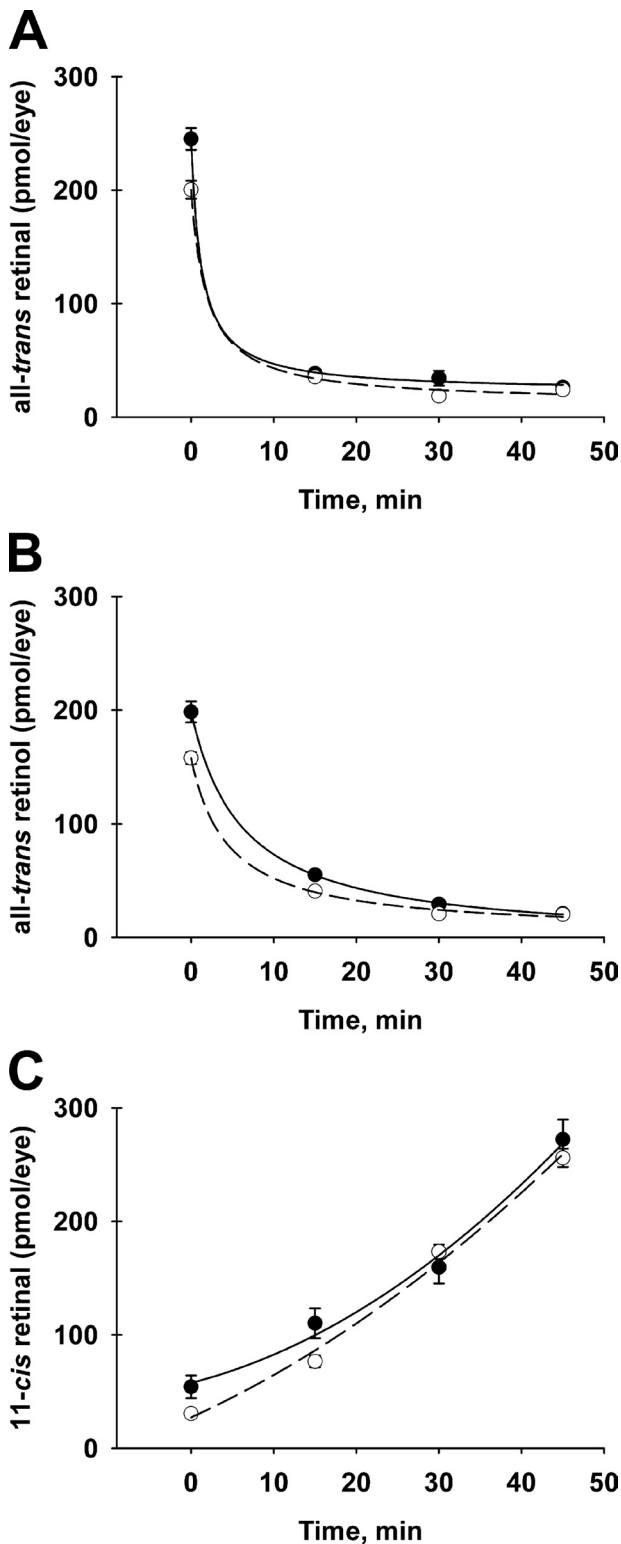 A
all-trans retinal (pmol/eye)
300
200
100
0
0 10 20 30 40 50
Time, min
B
all-trans retinol (pmol/eye)
300
200
100
0
0 10 20 30 40 50
Time, min
C
11-cis retinal (pmol/eye)
300
200
100
0
0 10 20 30 40 50
Time, min